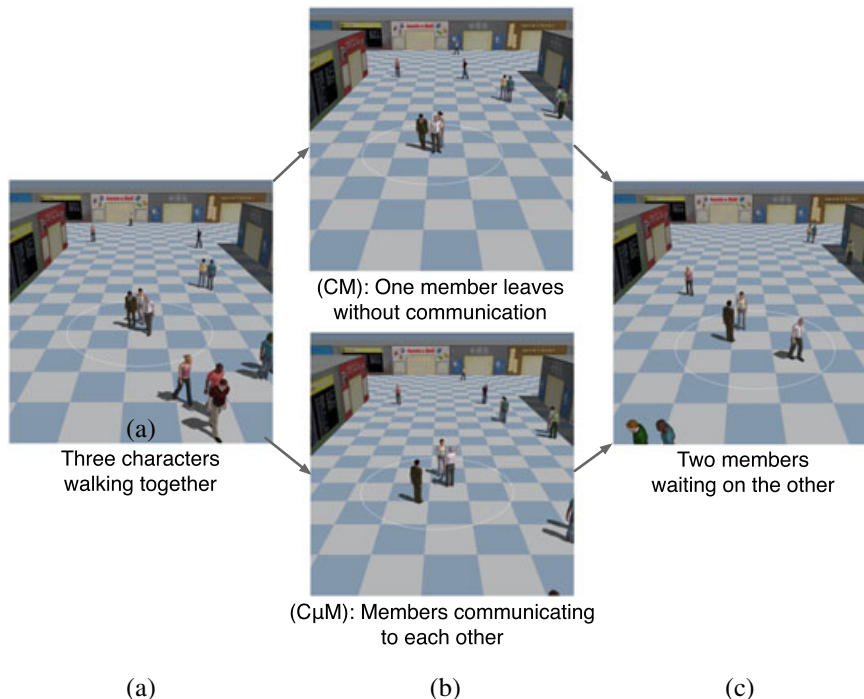 (CM): One member leaves
without communication
(a)
Three characters
walking together
Two members
waiting on the other
(CμM): Members communicating
to each other
(a)
(b)
(c)